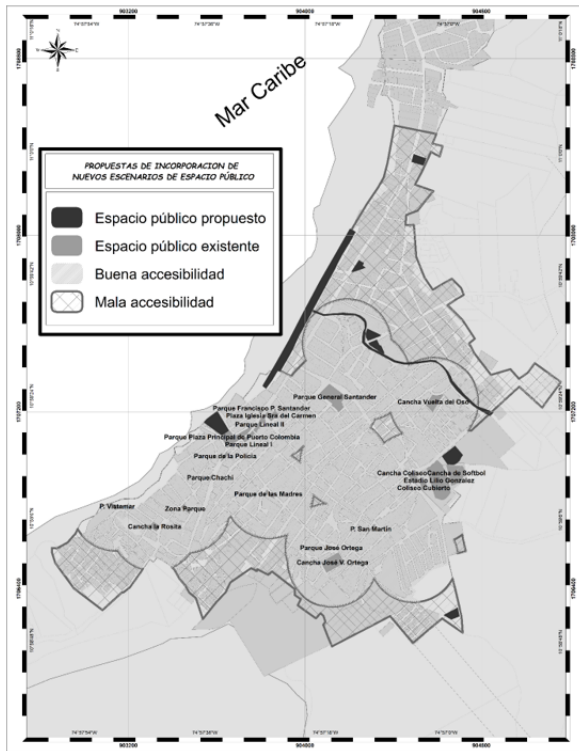 Mar Caribe
PROPUESTAS DE INCORPORACION DE
NUEVOS ESCENARIOS DE ESPACIO PÚBLICO
Espacio público propuesto
Espacio público existente
Buena accesibilidad
Mala accesibilidad
Parque General Santander
Cancha Vuelta del Oso
Parque Francisco P. Santander
Plaza Iglesia Sra del Carmen
Parque Lineal II
Parque Plaza Principal de Puerto Colombia
Parque Lineal I
Parque de la Policia
Cancha Coliseo
Cancha de Softbol
Estadio Lilio Gonzalez
Coliseo Cubierto
Parque Chachi
Parque de las Madres
P. Vistamar
Zona Parque
Cancha la Rosita
P. San Martín
Parque José Ortega
Cancha José V. Ortega